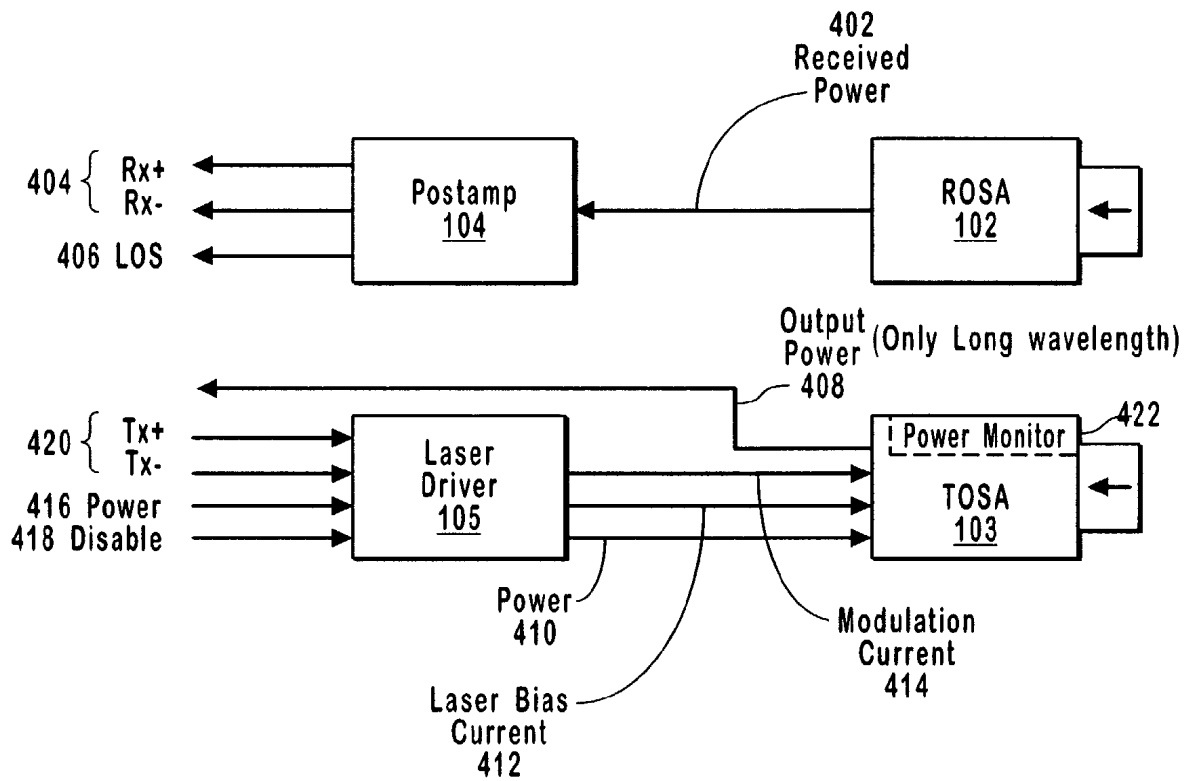 402
Received
Power
404 { Rx+
Rx-
406 LOS
Postamp
104
ROSA
102
Output
Power
408
(Only Long wavelength)
420 { Tx+
Tx-
416 Power
418 Disable
Laser
Driver
105
Power Monitor
422
TOSA
103
Power
410
Modulation
Current
414
Laser Bias
Current
412